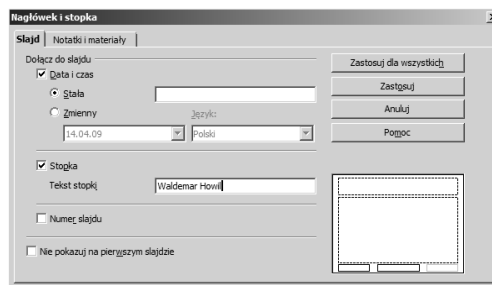 Nagłówek i stopka
Slajd
Notatki i materiały
Dołącz do slajdu
Data i czas
Stała
Zmienny
Język:
14.04.09
Polski
Stopka
Tekst stopki
Waldemar Howil
Numer slajdu
Nie pokazuj na pierwszym slajdzie
Zastosuj dla wszystkich
Zastosuj
Anuluj
Pomoc